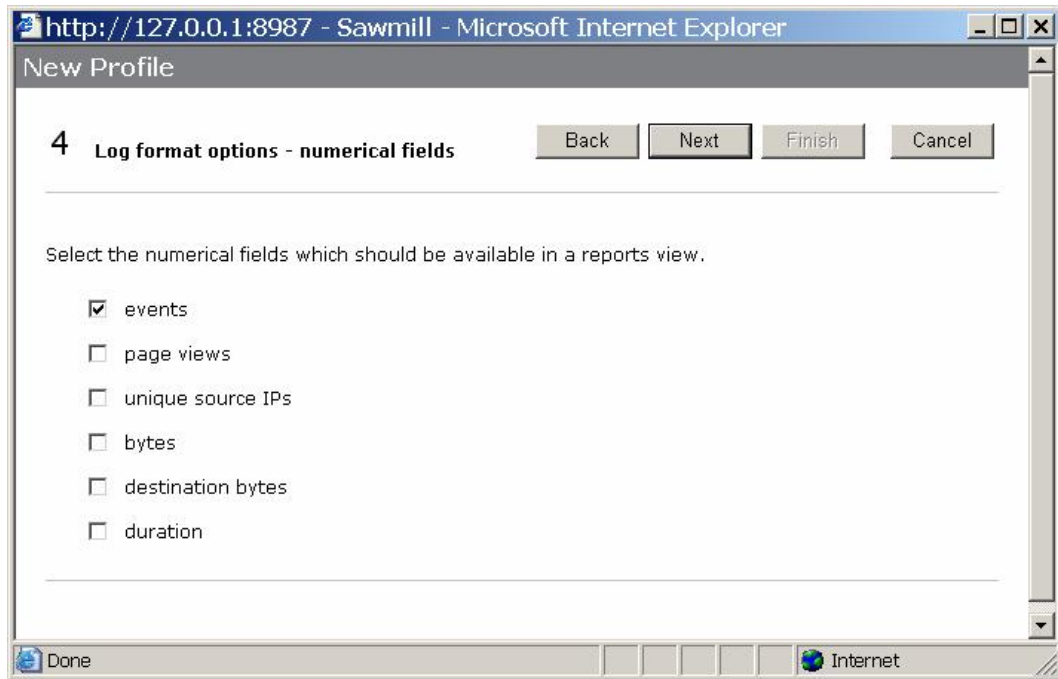 http://127.0.0.1:8987 - Sawmill - Microsoft Internet Explorer
New Profile
4 Log format options - numerical fields
Back Next Finish Cancel
Select the numerical fields which should be available in a reports view.
events
page views
unique source IPs
bytes
destination bytes
duration
Done Internet